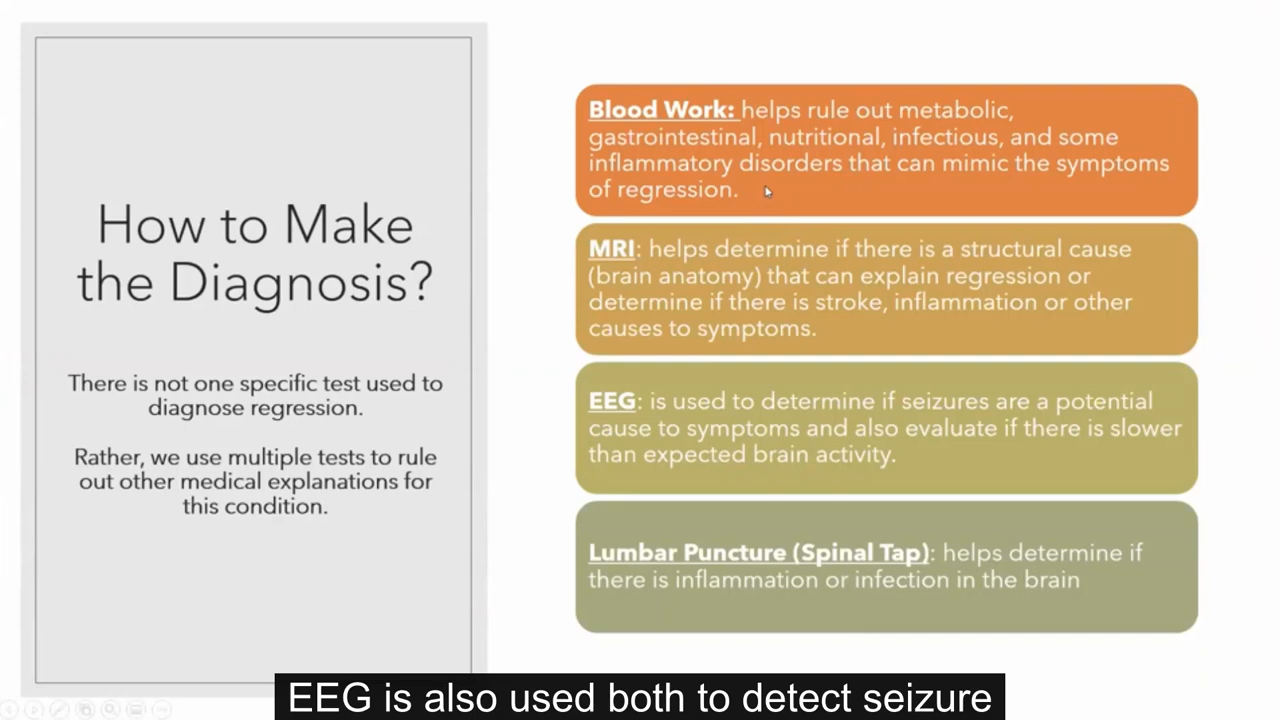 How to Make
the Diagnosis?
There is not one specific test used to
diagnose regression.
Rather, we use multiple tests to rule
out other medical explanations for
this condition.
Blood Work: helps rule out metabolic,
gastrointestinal, nutritional, infectious, and some
inflammatory disorders that can mimic the symptoms
of regression.
MRI: helps determine if there is a structural cause
(brain anatomy) that can explain regression or
determine if there is stroke, inflammation or other
causes to symptoms.
EEG: is used to determine if seizures are a potential
cause to symptoms and also evaluate if there is slower
than expected brain activity.
Lumbar Puncture (Spinal Tap): helps determine if
there is inflammation or infection in the brain
EEG is also used both to detect seizure